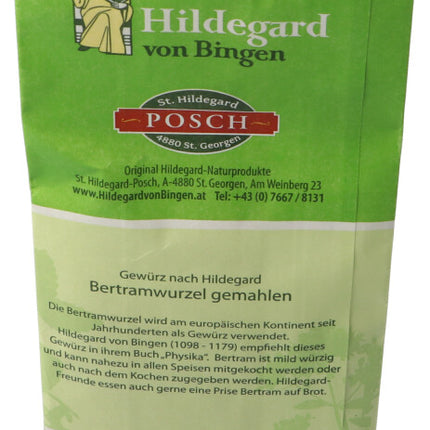 Hildegard
von Bingen
St. Hildegard
POSCH
4880 St. Georgen
Original Hildegard-Naturprodukte
St. Hildegard-Posch, A-4880 St. Georgen, Am Weinberg 23
www.HildegardvonBingen.at Tel: +43 (0) 7667 / 8131
Gewürz nach Hildegard
Bertramwurzel gemahlen
Die Bertramwurzel wird am europäischen Kontinent seit
Jahrhunderten als Gewürz verwendet.
Hildegard von Bingen (1098 - 1179) empfiehlt dieses
Gewürz in ihrem Buch „Physika“. Bertram ist mild würzig
und kann nahezu in allen Speisen mitgekocht werden oder
auch nach dem Kochen zugegeben werden. Hildegard-
Freunde essen auch gerne eine Prise Bertram auf Brot.